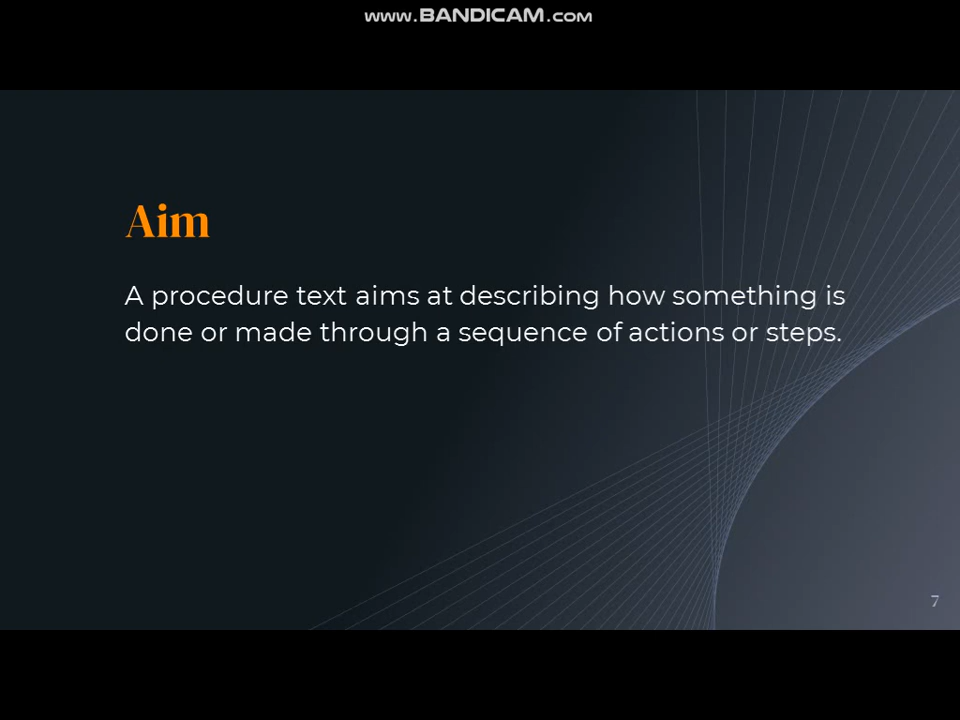 www.BANDICAM.com
Aim
A procedure text aims at describing how something is
done or made through a sequence of actions or steps.
7